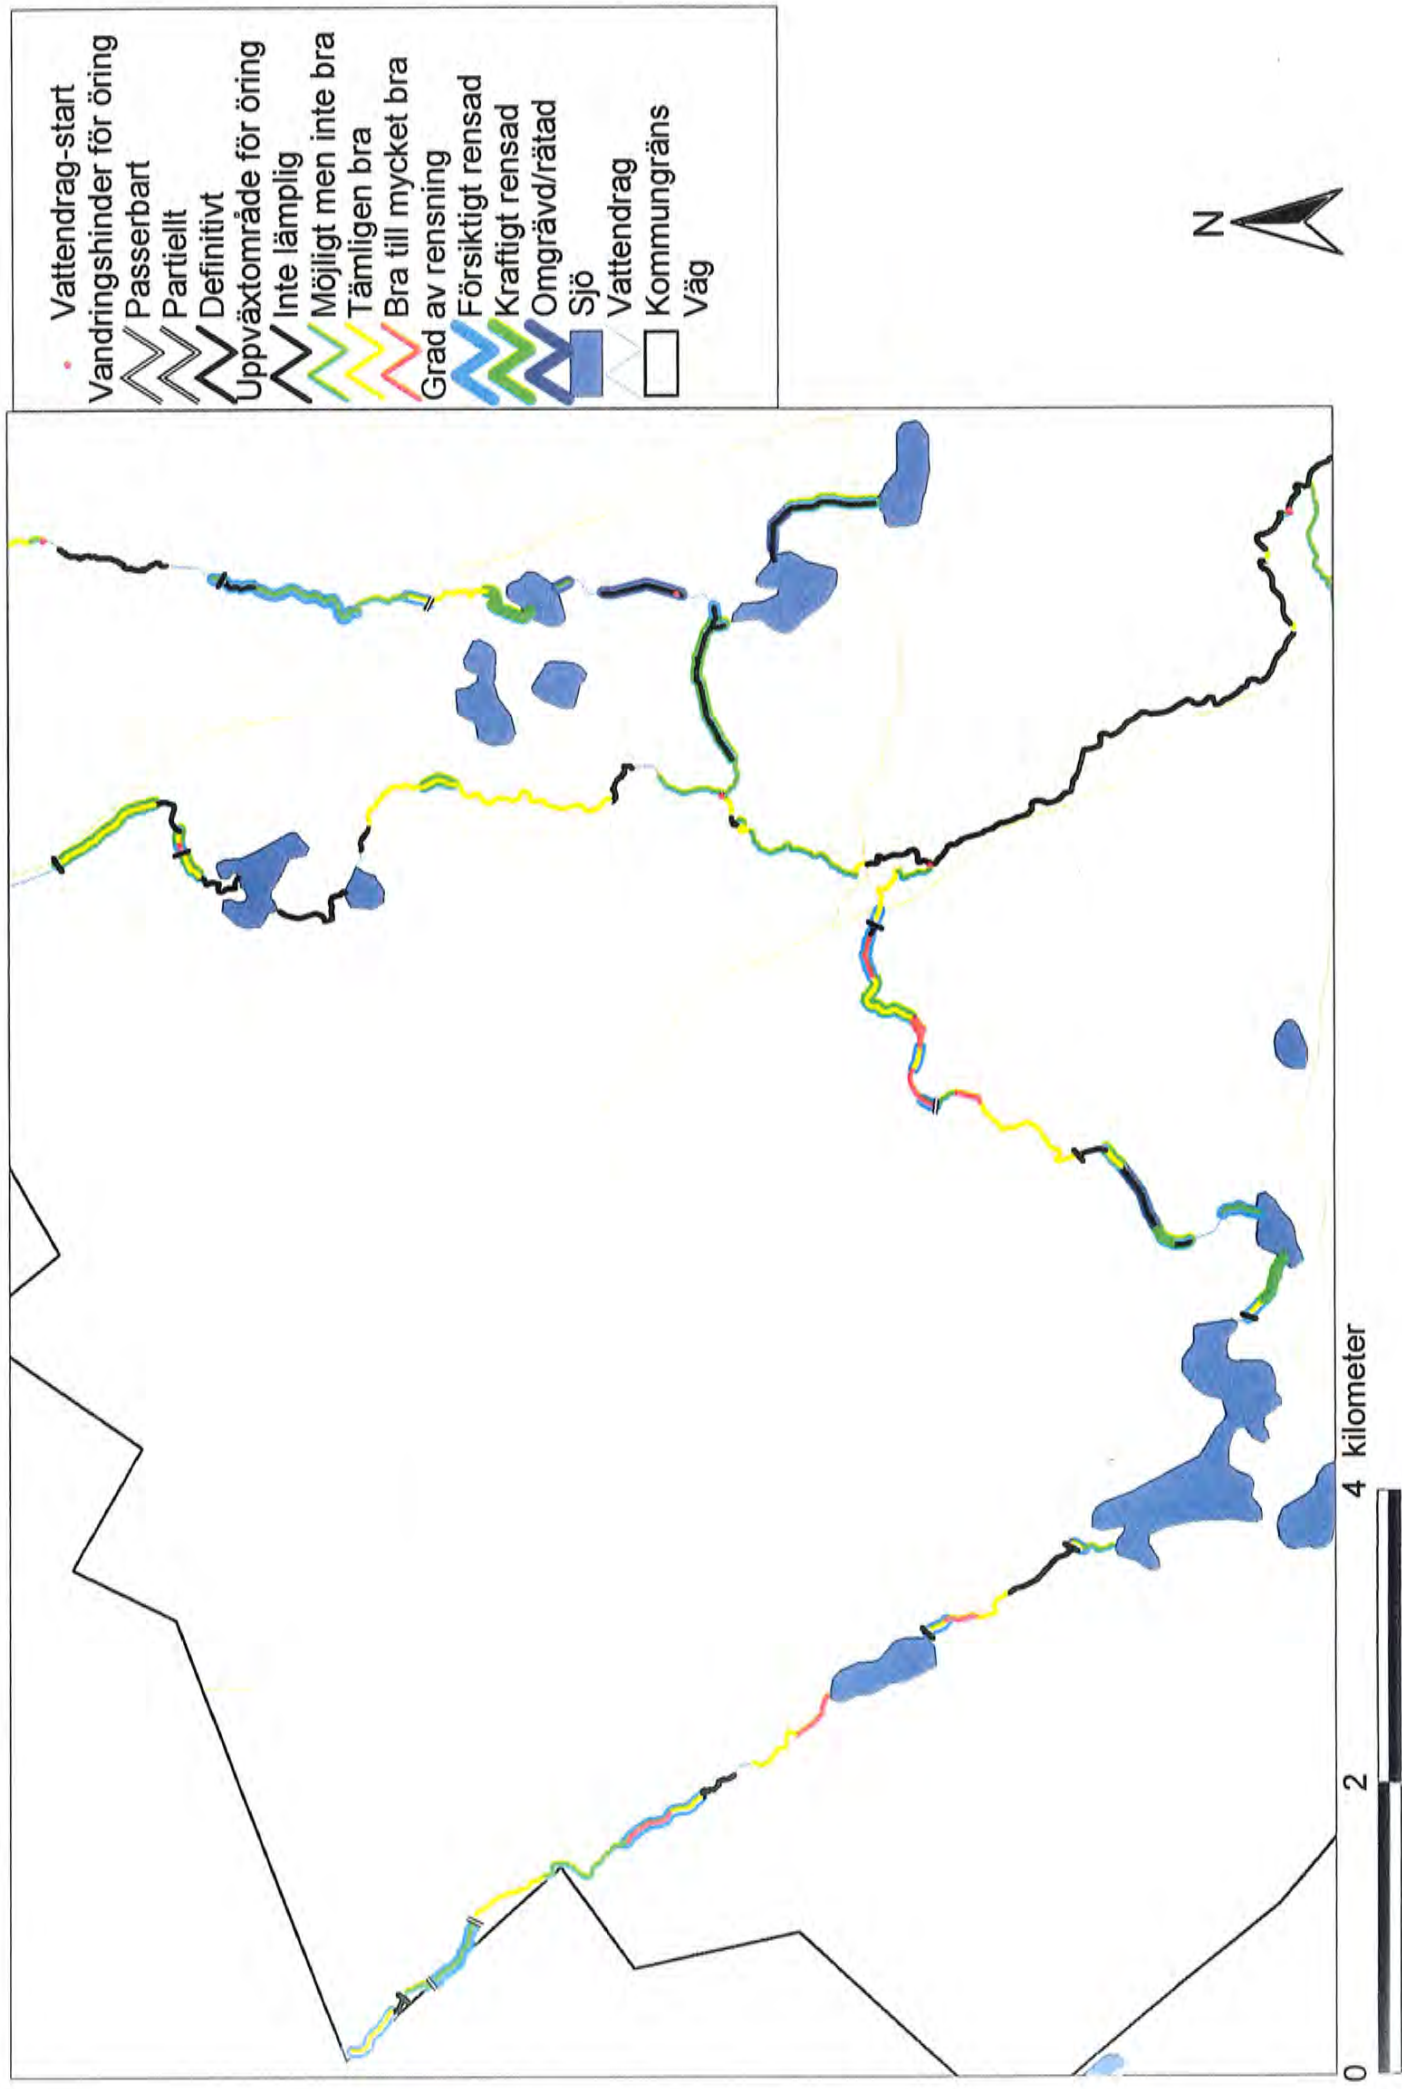 Vattendrag-start
Vandringshinder för öring
Passerbart
Partiellt
Definitivt
Uppväxtområde för öring
Inte lämplig
Möjligt men inte bra
Tämligen bra
Bra till mycket bra
Grad av rensning
Försiktigt rensad
Kraftigt rensad
Omgrävd/rätad
Sjö
Vattendrag
Kommungräns
Väg
N
0 2 4 kilometer